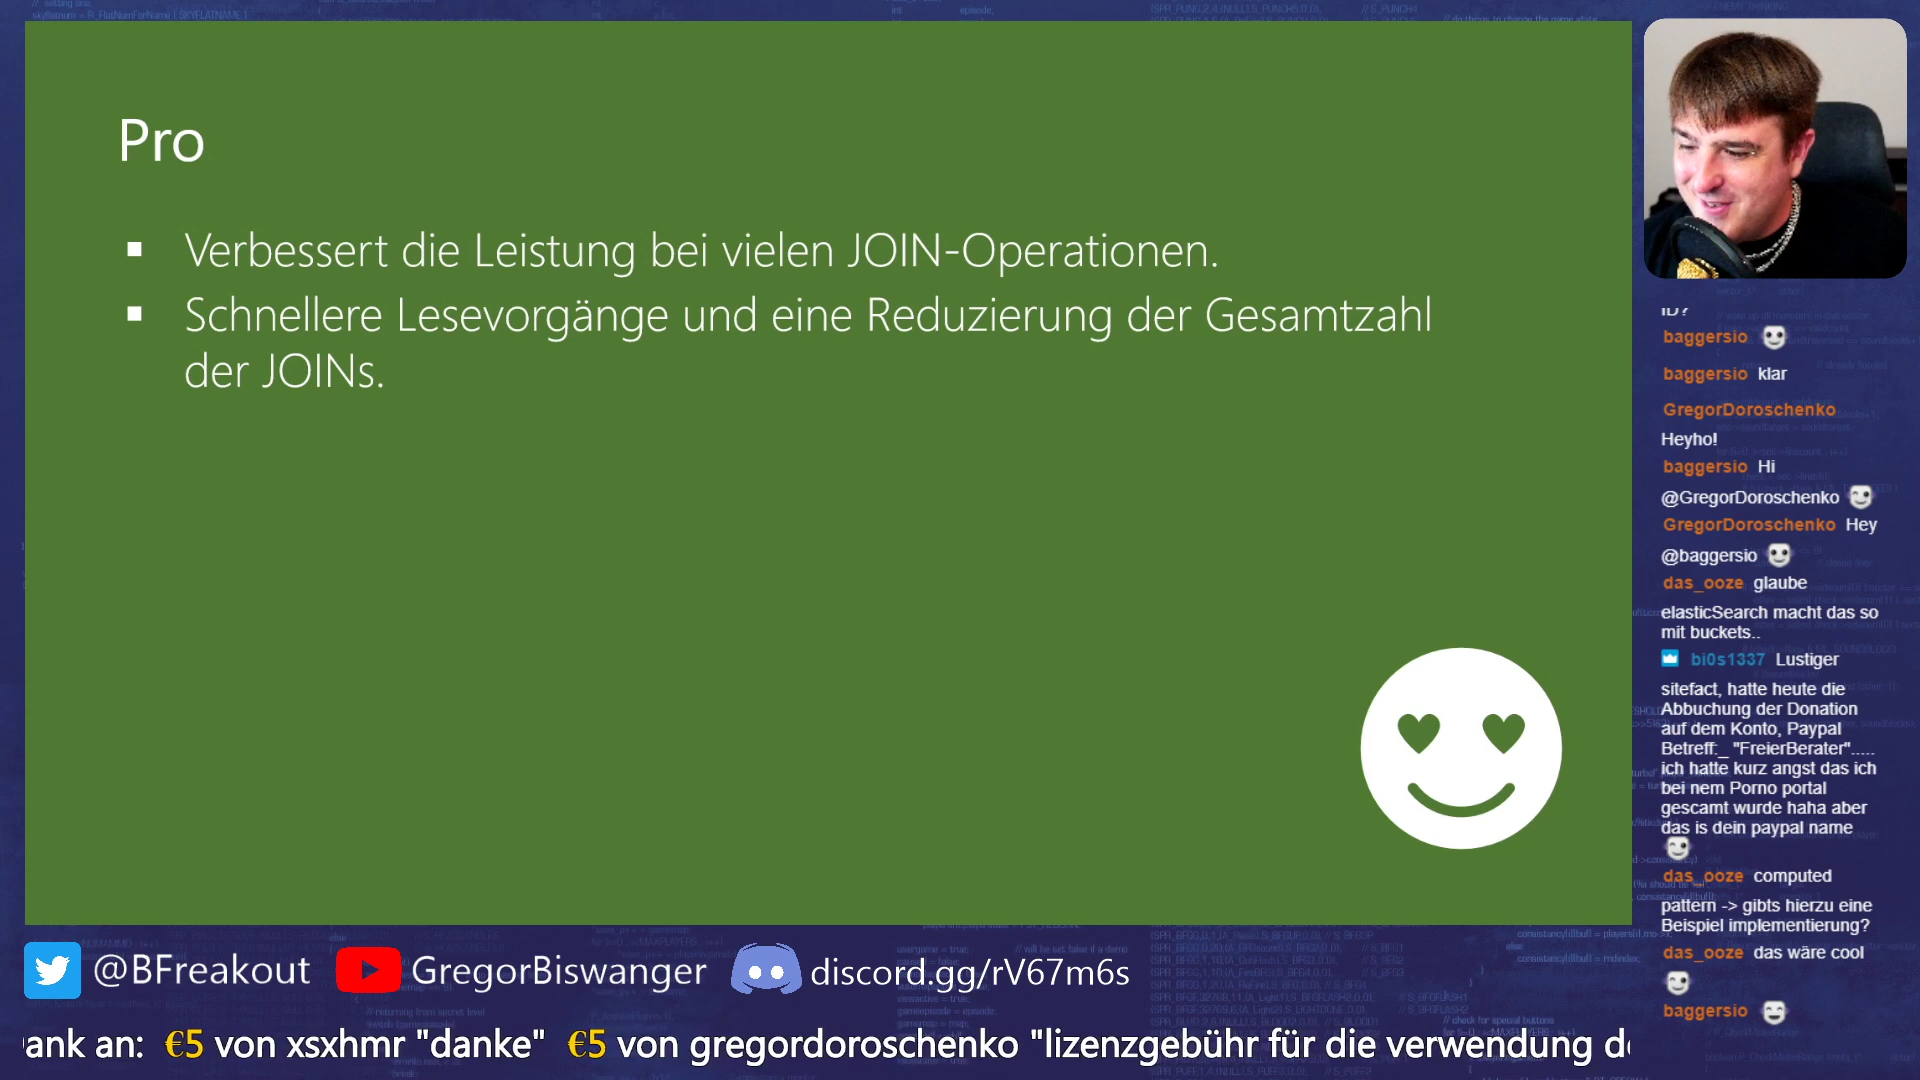 Pro
Verbessert die Leistung bei vielen JOIN-Operationen.
Schnellere Lesevorgänge und eine Reduzierung der Gesamtzahl
der JOINs.
ID?
baggersio
baggersio klar
GregorDoroschenko
Heyho!
baggersio Hi
@GregorDoroschenko
GregorDoroschenko Hey
@baggersio
das_ooze glaube
elasticSearch macht das so
mit buckets..
bi0s1337 Lustiger
sitefact, hatte heute die
Abbuchung der Donation
auf dem Konto, Paypal
Betreff:_ "FreierBerater".....
ich hatte kurz angst das ich
bei nem Porno portal
gescamt wurde haha aber
das is dein paypal name
das_ooze computed
pattern -> gibts hierzu eine
Beispiel implementierung?
das_ooze das wäre cool
baggersio
@BFreakout GregorBiswanger discord.gg/rV67m6s
ank an: €5 von xsxhmr "danke" €5 von gregordoroschenko "lizenzgebühr für die verwendung d